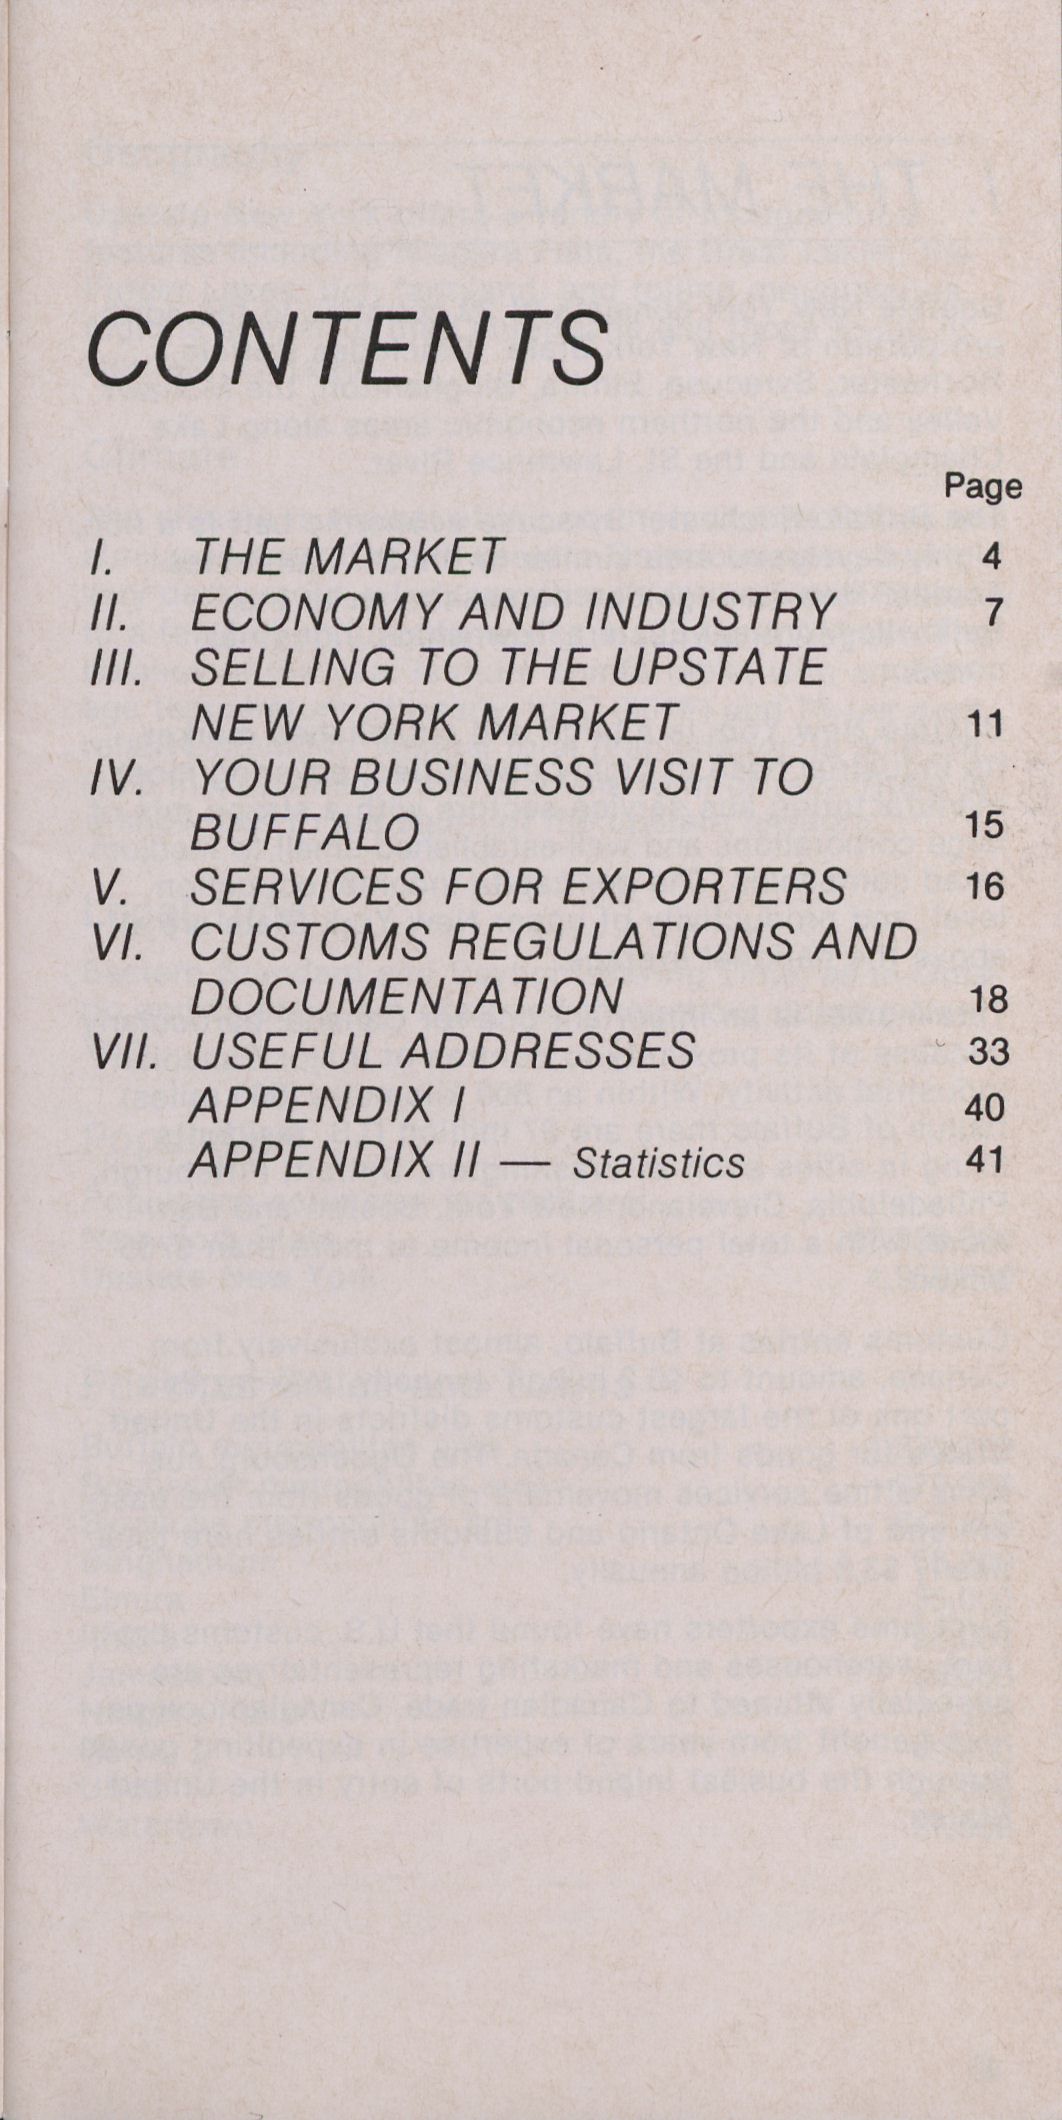 CONTENTS
Page
I. THE MARKET 4
II. ECONOMY AND INDUSTRY 7
III. SELLING TO THE UPSTATE
NEW YORK MARKET 11
IV. YOUR BUSINESS VISIT TO
BUFFALO 15
V. SERVICES FOR EXPORTERS 16
VI. CUSTOMS REGULATIONS AND
DOCUMENTATION 18
VII. USEFUL ADDRESSES 33
APPENDIX I 40
APPENDIX II — Statistics 41